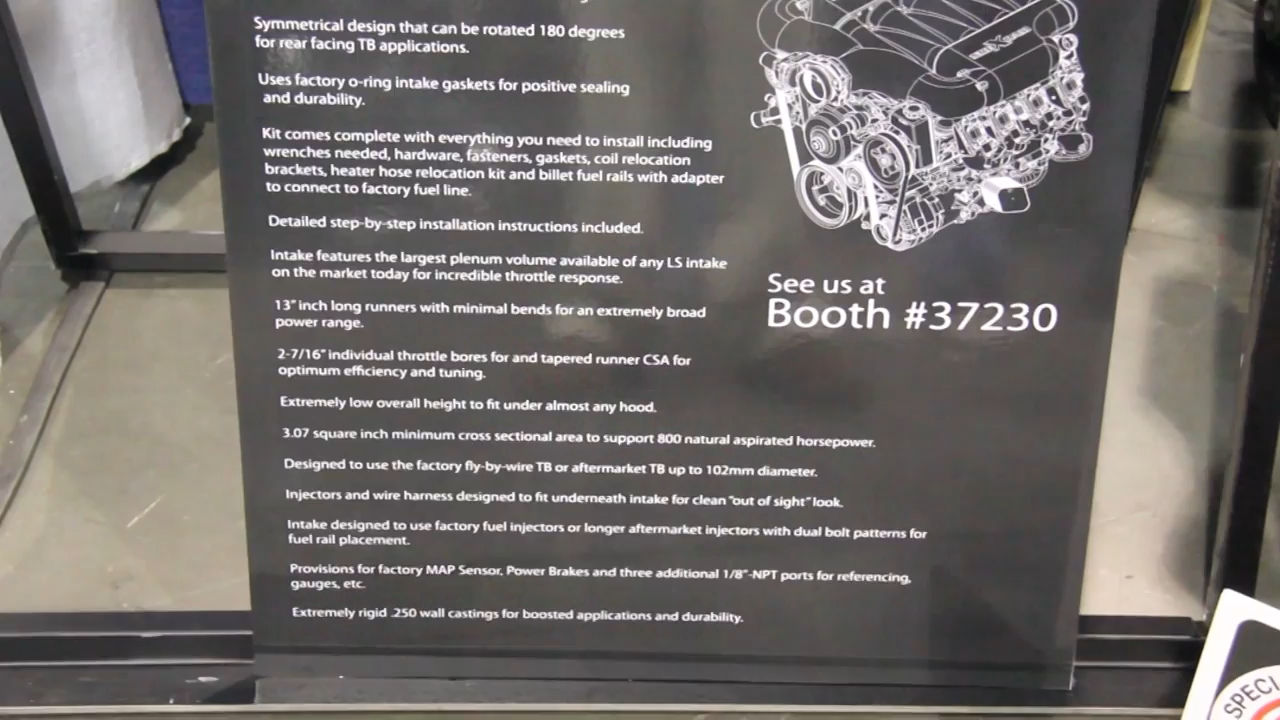 Symmetrical design that can be rotated 180 degrees
for rear facing TB applications.
Uses factory o-ring intake gaskets for positive sealing
and durability.
Kit comes complete with everything you need to install including
wrenches needed, hardware, fasteners, gaskets, coil relocation
brackets, heater hose relocation kit and billet fuel rails with adapter
to connect to factory fuel line.
Detailed step-by-step installation instructions included.
Intake features the largest plenum volume available of any LS intake
on the market today for incredible throttle response.
13" inch long runners with minimal bends for an extremely broad
power range.
2-7/16" individual throttle bores for and tapered runner CSA for
optimum efficiency and tuning.
Extremely low overall height to fit under almost any hood.
3.07 square inch minimum cross sectional area to support 800 natural aspirated horsepower.
Designed to use the factory fly-by-wire TB or aftermarket TB up to 102mm diameter.
Injectors and wire harness designed to fit underneath intake for clean "out of sight" look.
Intake designed to use factory fuel injectors or longer aftermarket injectors with dual bolt patterns for
fuel rail placement.
Provisions for factory MAP Sensor, Power Brakes and three additional 1/8"-NPT ports for referencing,
gauges, etc.
Extremely rigid .250 wall castings for boosted applications and durability.
See us at
Booth #37230
SPECI